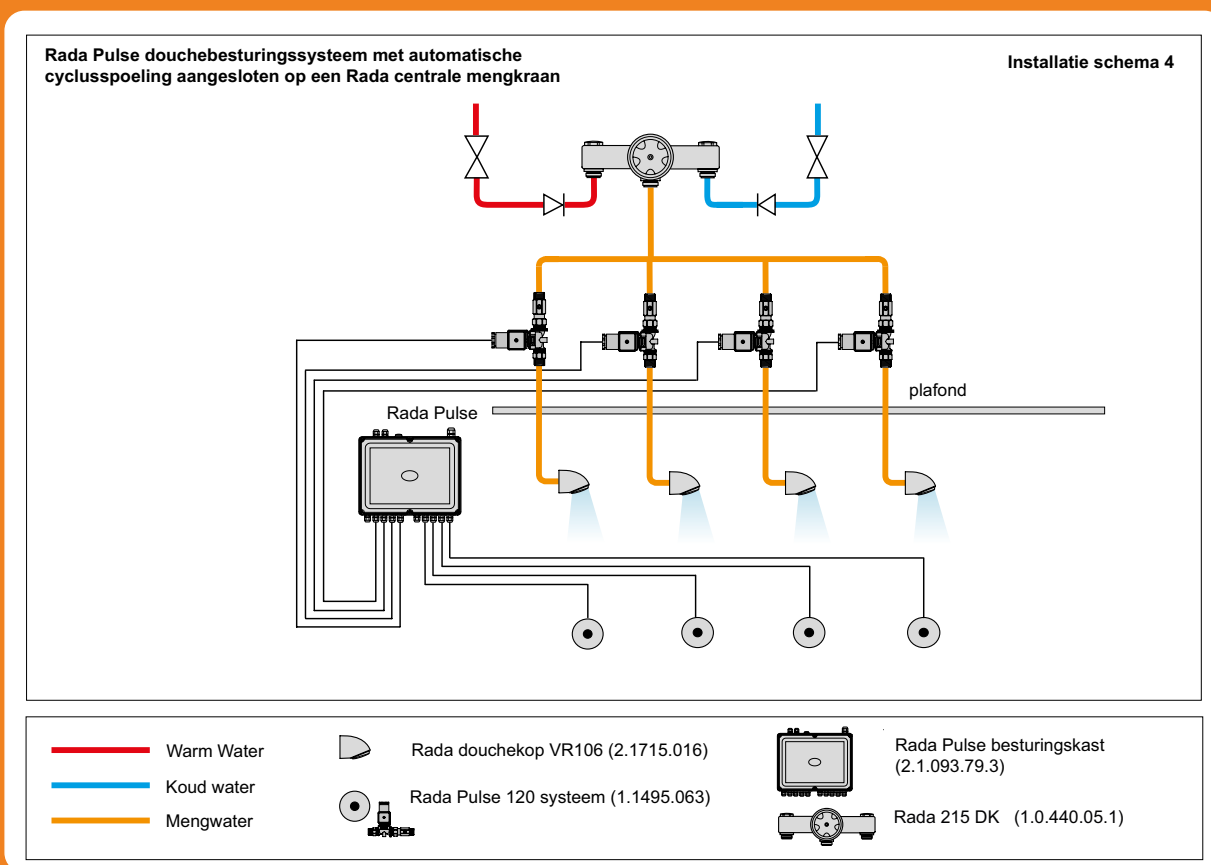 Rada Pulse douchebesturingssysteem met automatische
cyclusspoeling aangesloten op een Rada centrale mengkraan
Installatie schema 4
plafond
Rada Pulse
Warm Water
Koud water
Mengwater
Rada douchekop VR106 (2.1715.016)
Rada Pulse 120 systeem (1.1495.063)
Rada Pulse besturingskast
(2.1.093.79.3)
Rada 215 DK (1.0.440.05.1)